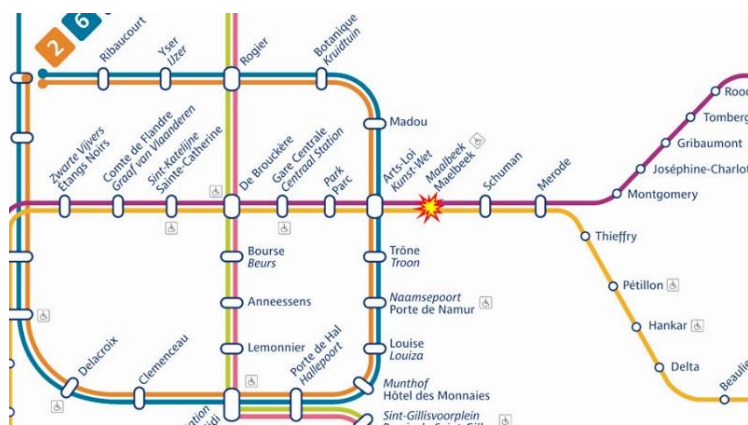 2 6
Ribaucourt
Yser
IJzer
Rogier
Botanique
Kruidtuin
Madou
Zwarte Vijvers
Étangs Noirs
Comte de Flandre
Graaf van Vlaanderen
Sint-Katelijne
Sainte-Catherine
De Brouckère
Gare Centrale
Centraal Station
Park
Parc
Arts-Loi
Kunst-Wet
Maalbeek
Maelbeek
Schuman
Merode
Montgomery
Joséphine-Charlot
Gribaumont
Tomberg
Rood
Thieffry
Pétillon
Hankar
Delta
Beaulie
Bourse
Beurs
Anneessens
Lemonnier
Trône
Troon
Naamsepoort
Porte de Namur
Louise
Louiza
Munthof
Hôtel des Monnaies
Porte de Hal
Hallepoort
Delacroix
Clemenceau
Sint-Gillisvoorplein